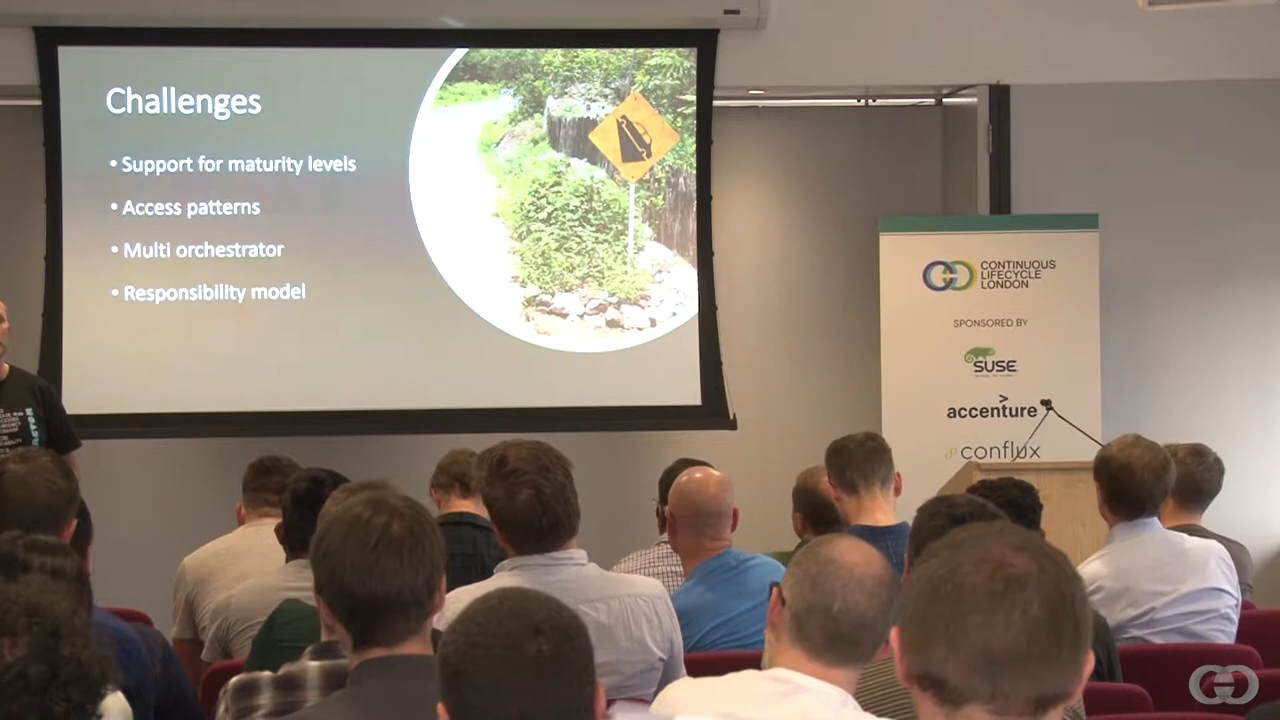 Challenges
• Support for maturity levels
• Access patterns
• Multi orchestrator
• Responsibility model
CONTINUOUS
LIFECYCLE
LONDON
SPONSORED BY
SUSE
accenture
conflux